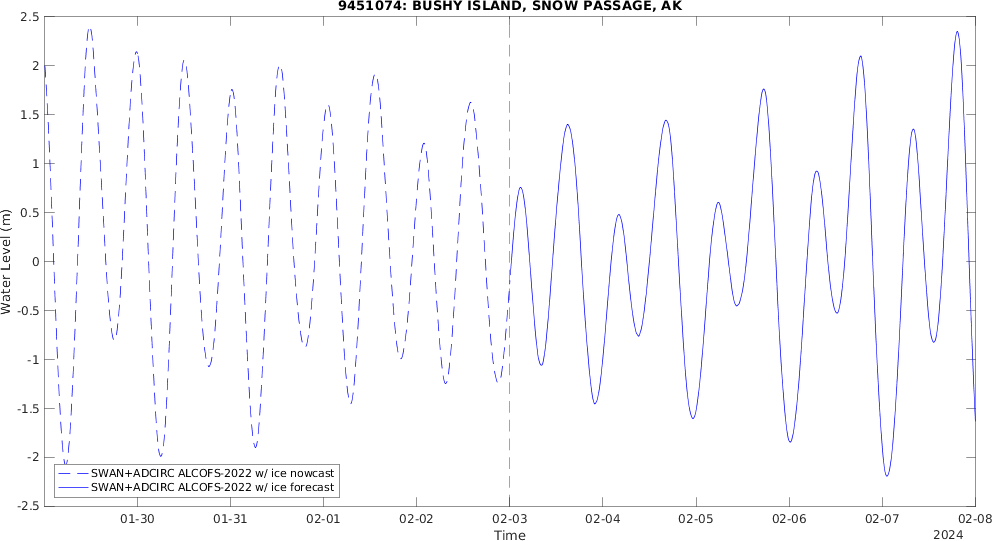 9451074: BUSHY ISLAND, SNOW PASSAGE, AK
2.5
2
1.5
1
0.5
0
-0.5
-1
-1.5
-2
-2.5
Water Level (m)
SWAN+ADCIRC ALCOFS-2022 w/ ice nowcast
SWAN+ADCIRC ALCOFS-2022 w/ ice forecast
01-30 01-31 02-01 02-02 02-03 02-04 02-05 02-06 02-07 02-08
Time
2024